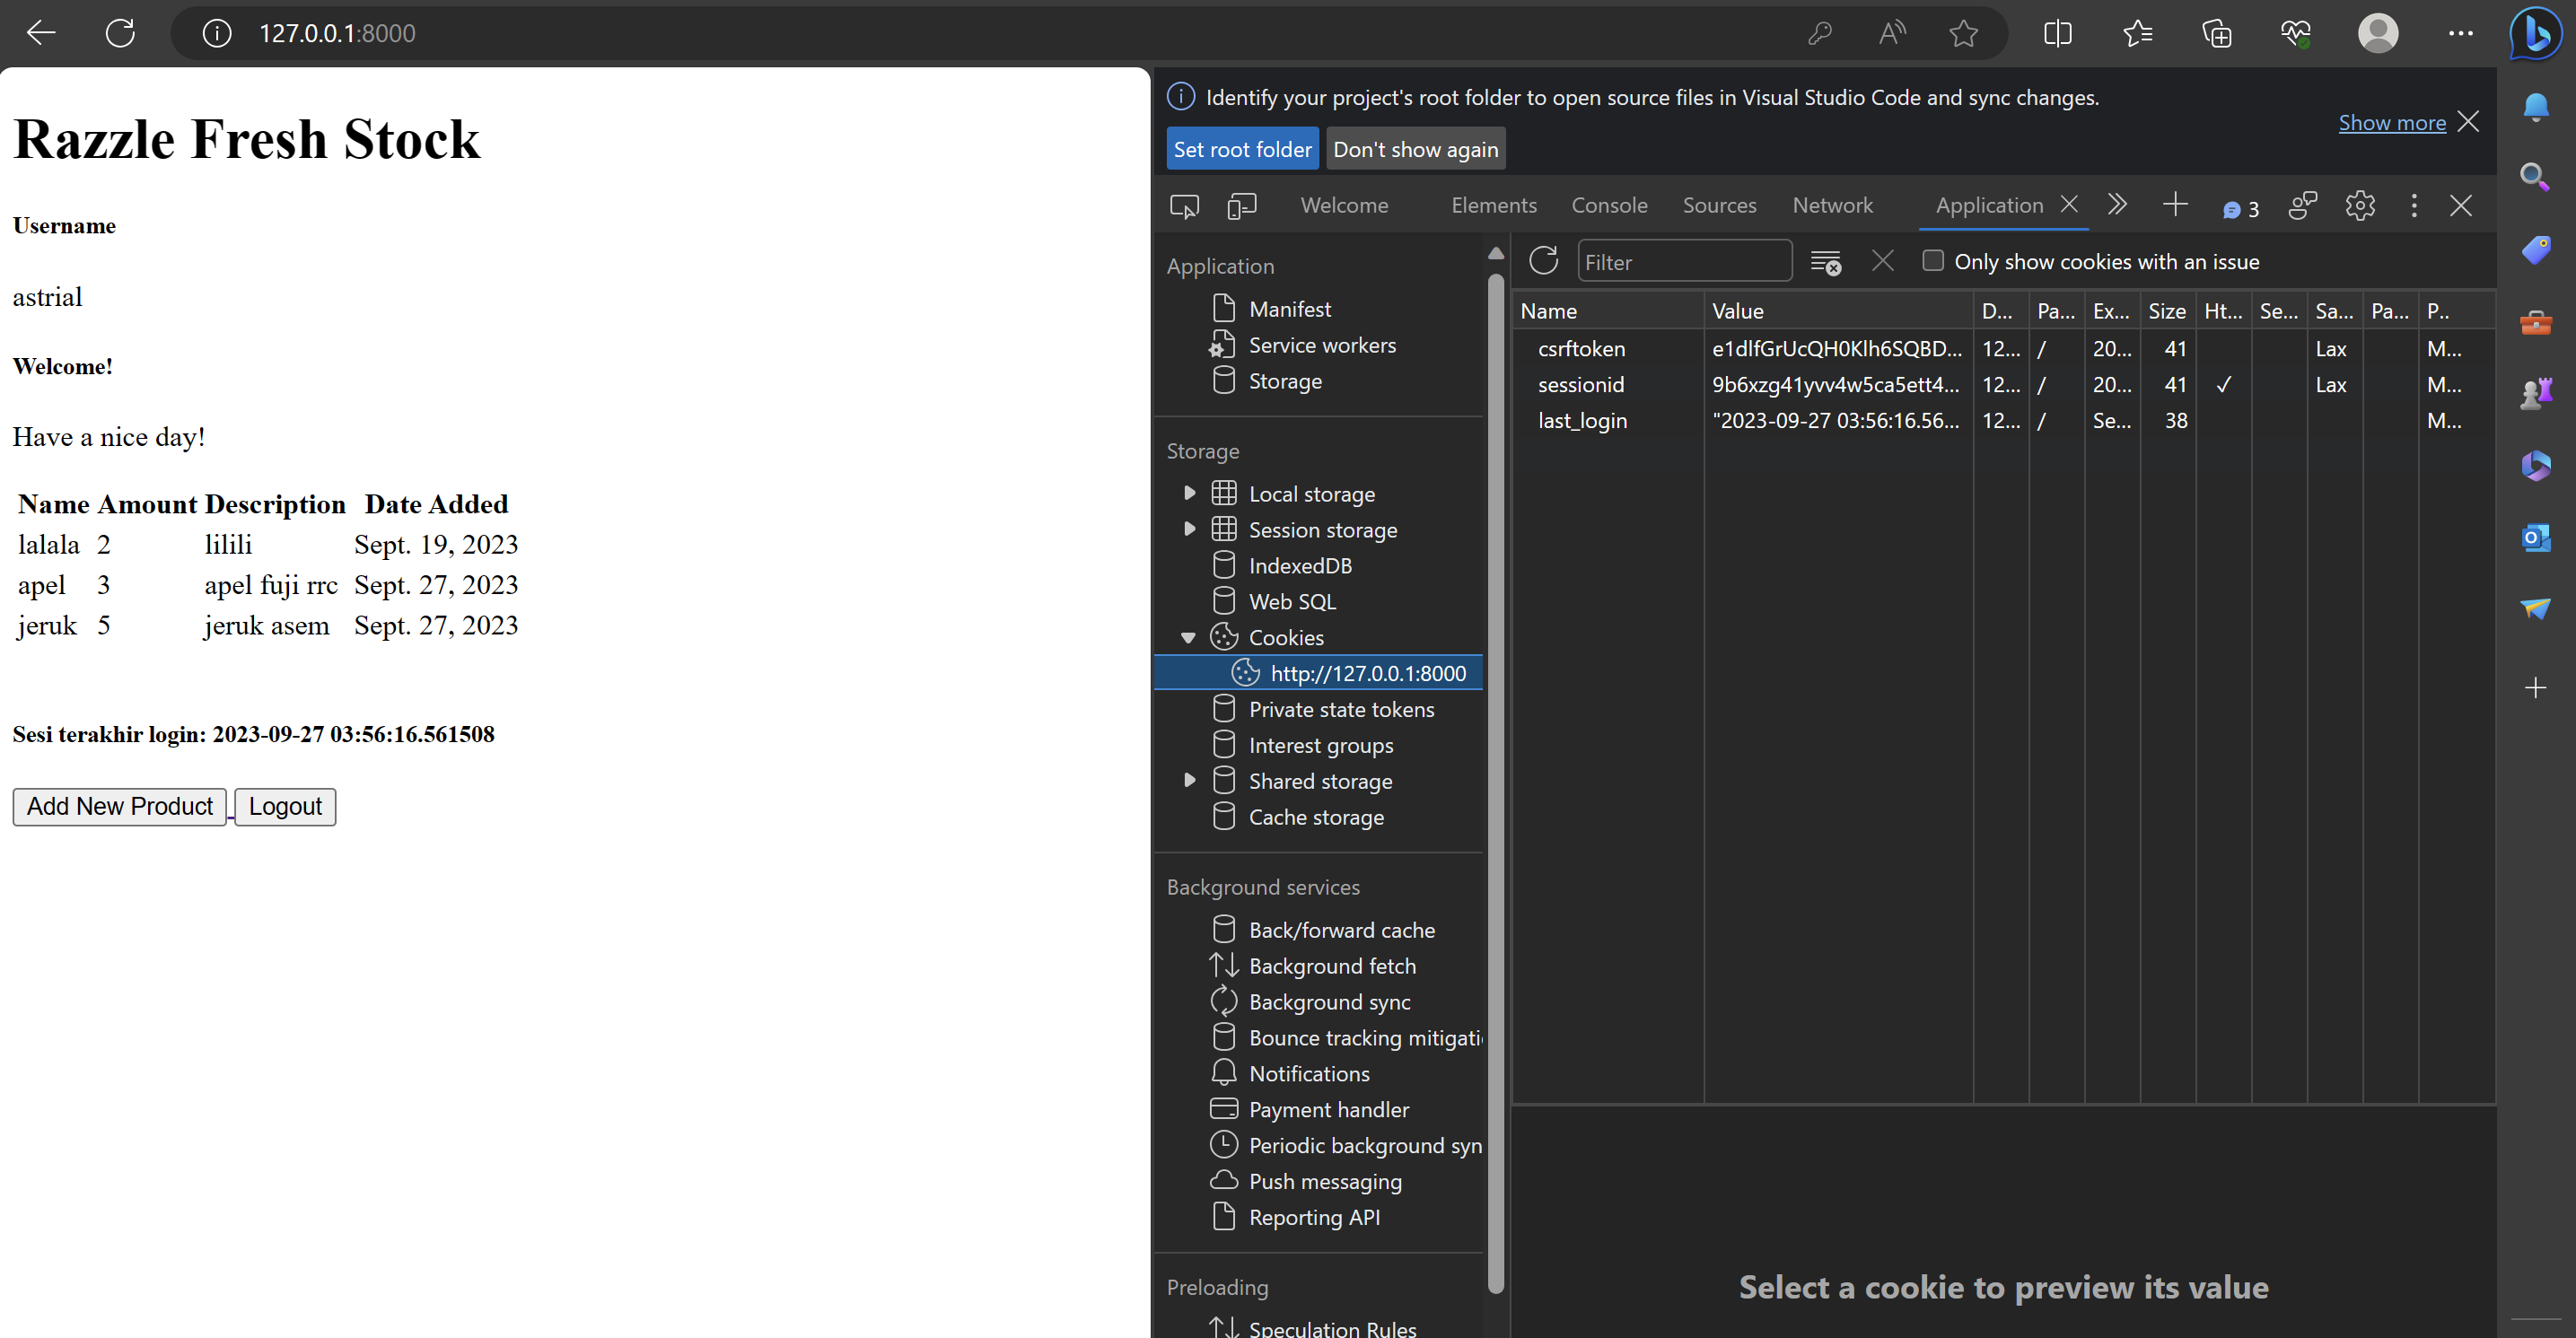 127.0.0.1:8000
Razzle Fresh Stock
Username
astrial
Welcome!
Have a nice day!
Name Amount Description Date Added
lalala 2 lilili Sept. 19, 2023
apel 3 apel fuji rrc Sept. 27, 2023
jeruk 5 jeruk asem Sept. 27, 2023
Sesi terakhir login: 2023-09-27 03:56:16.561508
Add New Product Logout
Identify your project's root folder to open source files in Visual Studio Code and sync changes.
Show more
Set root folder Don't show again
Welcome Elements Console Sources Network Application 3
Application
Manifest
Service workers
Storage
Storage
Local storage
Session storage
IndexedDB
Web SQL
Cookies
http://127.0.0.1:8000
Private state tokens
Interest groups
Shared storage
Cache storage
Background services
Back/forward cache
Background fetch
Background sync
Bounce tracking mitigati
Notifications
Payment handler
Periodic background syn
Push messaging
Reporting API
Preloading
Speculation Rules
Filter Only show cookies with an issue
Name Value D... Pa... Ex... Size Ht... Se... Sa... Pa... P..
csrftoken e1dlfGrUcQH0Klh6SQBD... 12... / 20... 41 Lax M...
sessionid 9b6xzg41yvv4w5ca5ett4... 12... / 20... 41 ✓ Lax M...
last_login "2023-09-27 03:56:16.56... 12... / Se... 38 M...
Select a cookie to preview its value